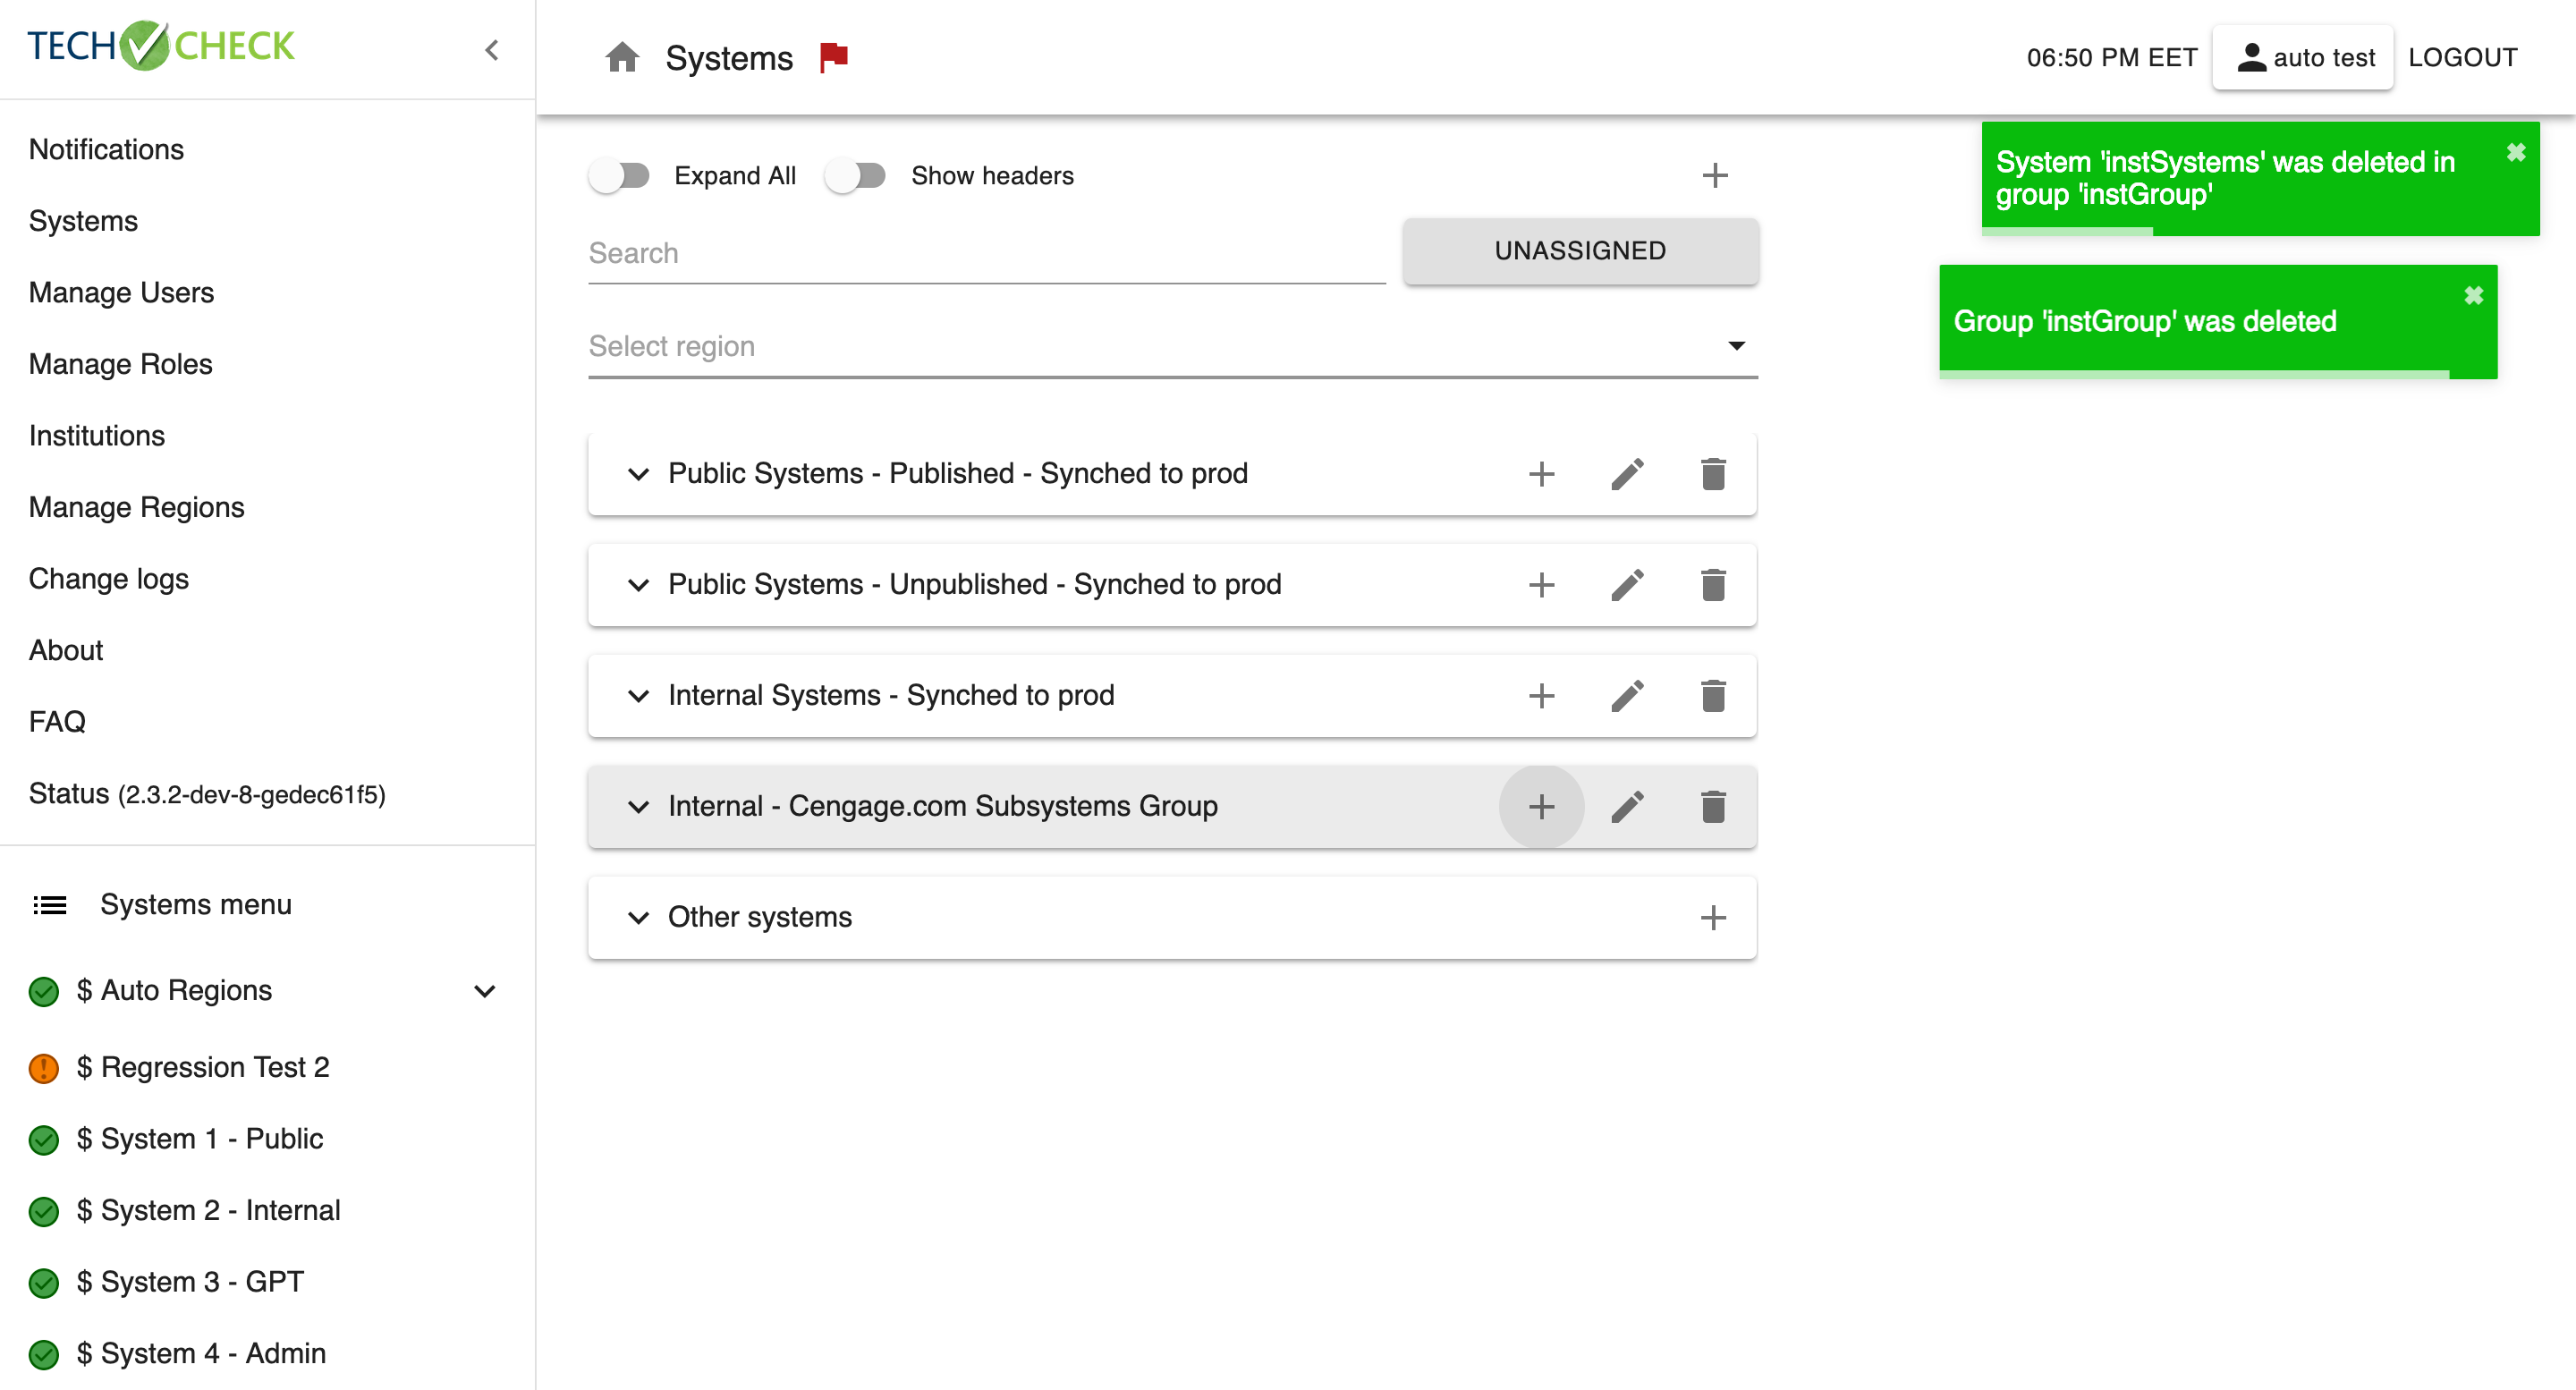 TECH CHECK
Notifications
Systems
Manage Users
Manage Roles
Institutions
Manage Regions
Change logs
About
FAQ
Status (2.3.2-dev-8-gedec61f5)
Systems menu
$ Auto Regions
$ Regression Test 2
$ System 1 - Public
$ System 2 - Internal
$ System 3 - GPT
$ System 4 - Admin
Systems
06:50 PM EET
auto test
LOGOUT
Expand All
Show headers
Search
UNASSIGNED
Select region
Public Systems - Published - Synched to prod
Public Systems - Unpublished - Synched to prod
Internal Systems - Synched to prod
Internal - Cengage.com Subsystems Group
Other systems
System 'instSystems' was deleted in
group 'instGroup'
Group 'instGroup' was deleted